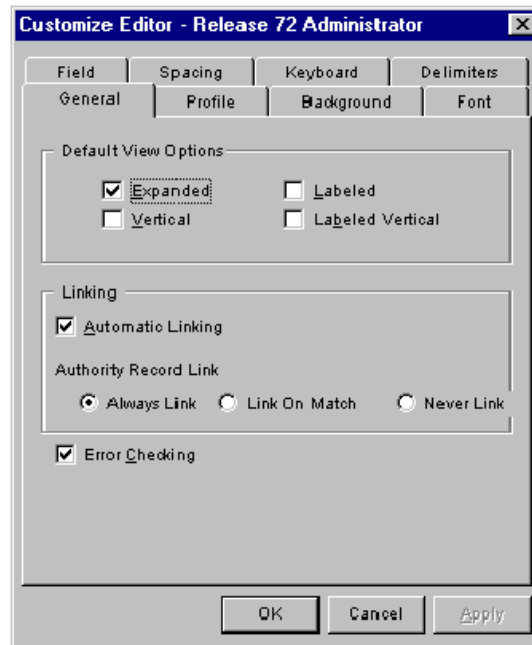 Customize Editor - Release 72 Administrator
Field Spacing Keyboard Delimiters
General Profile Background Font
Default View Options
Expanded Labeled
Vertical Labeled Vertical
Linking
Automatic Linking
Authority Record Link
Always Link Link On Match Never Link
Error Checking
OK Cancel Apply